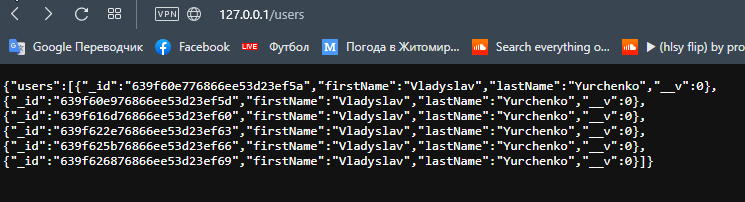 VPN 127.0.0.1/users
Google Переводчик Facebook LIVE Футбол M Погода в Житомир... Search everything o... ▶ (hlsy flip) by pro
{"users":[{"_id":"639f60e776866ee53d23ef5a","firstName":"Vladyslav","lastName":"Yurchenko","__v":0},
{"_id":"639f60e976866ee53d23ef5d","firstName":"Vladyslav","lastName":"Yurchenko","__v":0},
{"_id":"639f616d76866ee53d23ef60","firstName":"Vladyslav","lastName":"Yurchenko","__v":0},
{"_id":"639f622e76866ee53d23ef63","firstName":"Vladyslav","lastName":"Yurchenko","__v":0},
{"_id":"639f625b76866ee53d23ef66","firstName":"Vladyslav","lastName":"Yurchenko","__v":0},
{"_id":"639f626876866ee53d23ef69","firstName":"Vladyslav","lastName":"Yurchenko","__v":0}]}